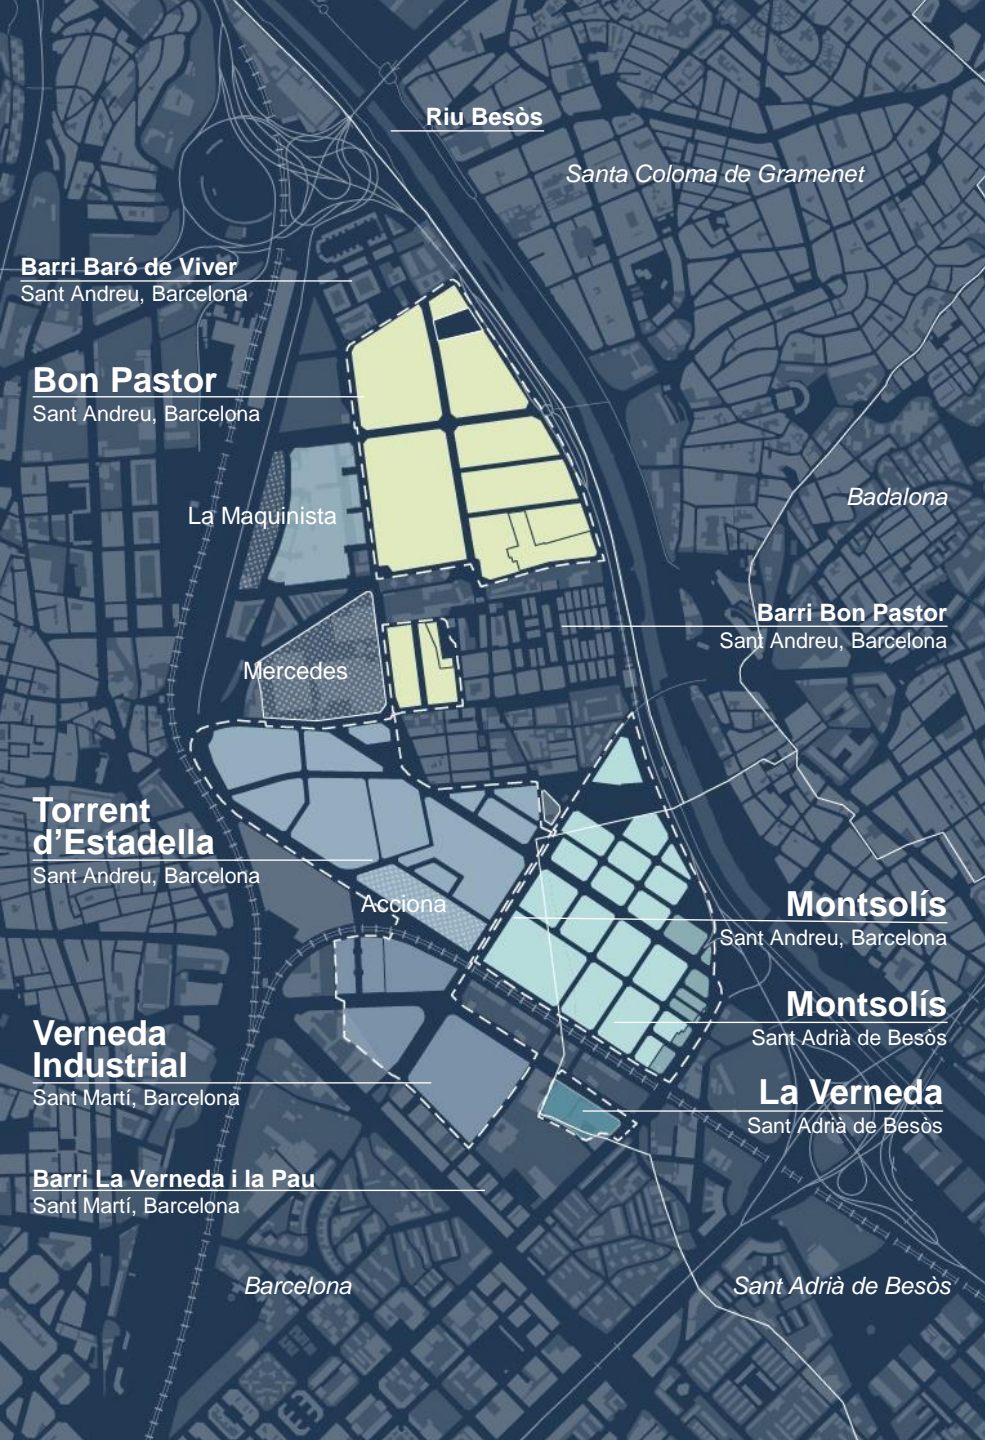 Riu Besòs
Santa Coloma de Gramenet
Barri Baró de Viver
Sant Andreu, Barcelona
Bon Pastor
Sant Andreu, Barcelona
Badalona
La Maquinista
Barri Bon Pastor
Sant Andreu, Barcelona
Mercedes
Torrent
d’Estadella
Sant Andreu, Barcelona
Acciona
Montsolís
Sant Andreu, Barcelona
Montsolís
Sant Adrià de Besòs
Verneda
Industrial
Sant Martí, Barcelona
La Verneda
Sant Adrià de Besòs
Barri La Verneda i la Pau
Sant Martí, Barcelona
Barcelona
Sant Adrià de Besòs